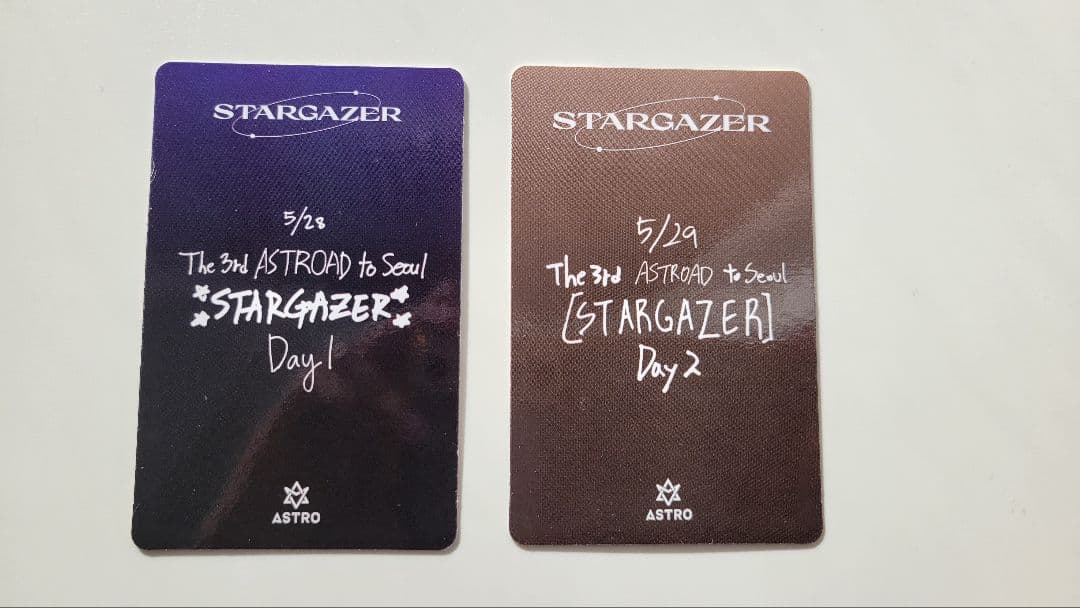 STARGAZER
5/28
The 3rd ASTROAD to Seoul
STARGAZER
Day 1
ASTRO
STARGAZER
5/29
The 3rd ASTROAD to Seoul
[STARGAZER]
Day 2
ASTRO